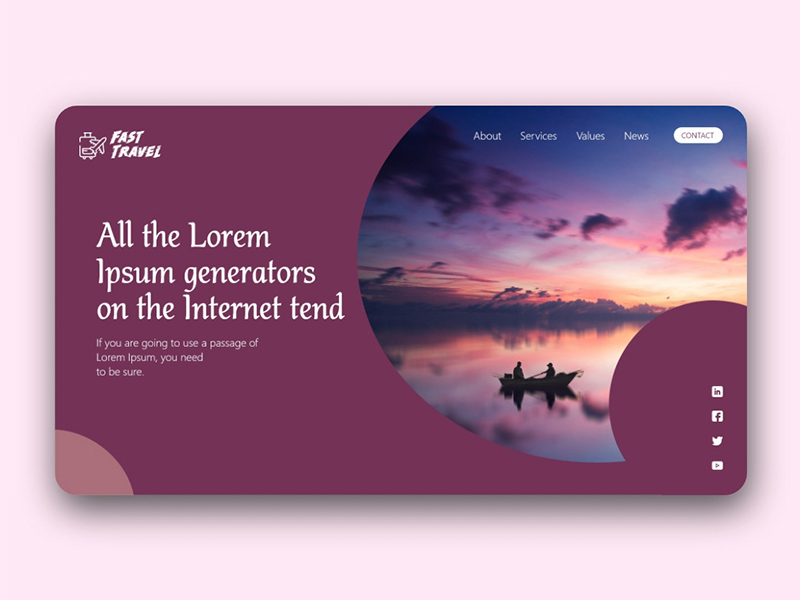 FAST
TRAVEL
About Services Values News CONTACT
All the Lorem
Ipsum generators
on the Internet tend
If you are going to use a passage of
Lorem Ipsum, you need
to be sure.
in